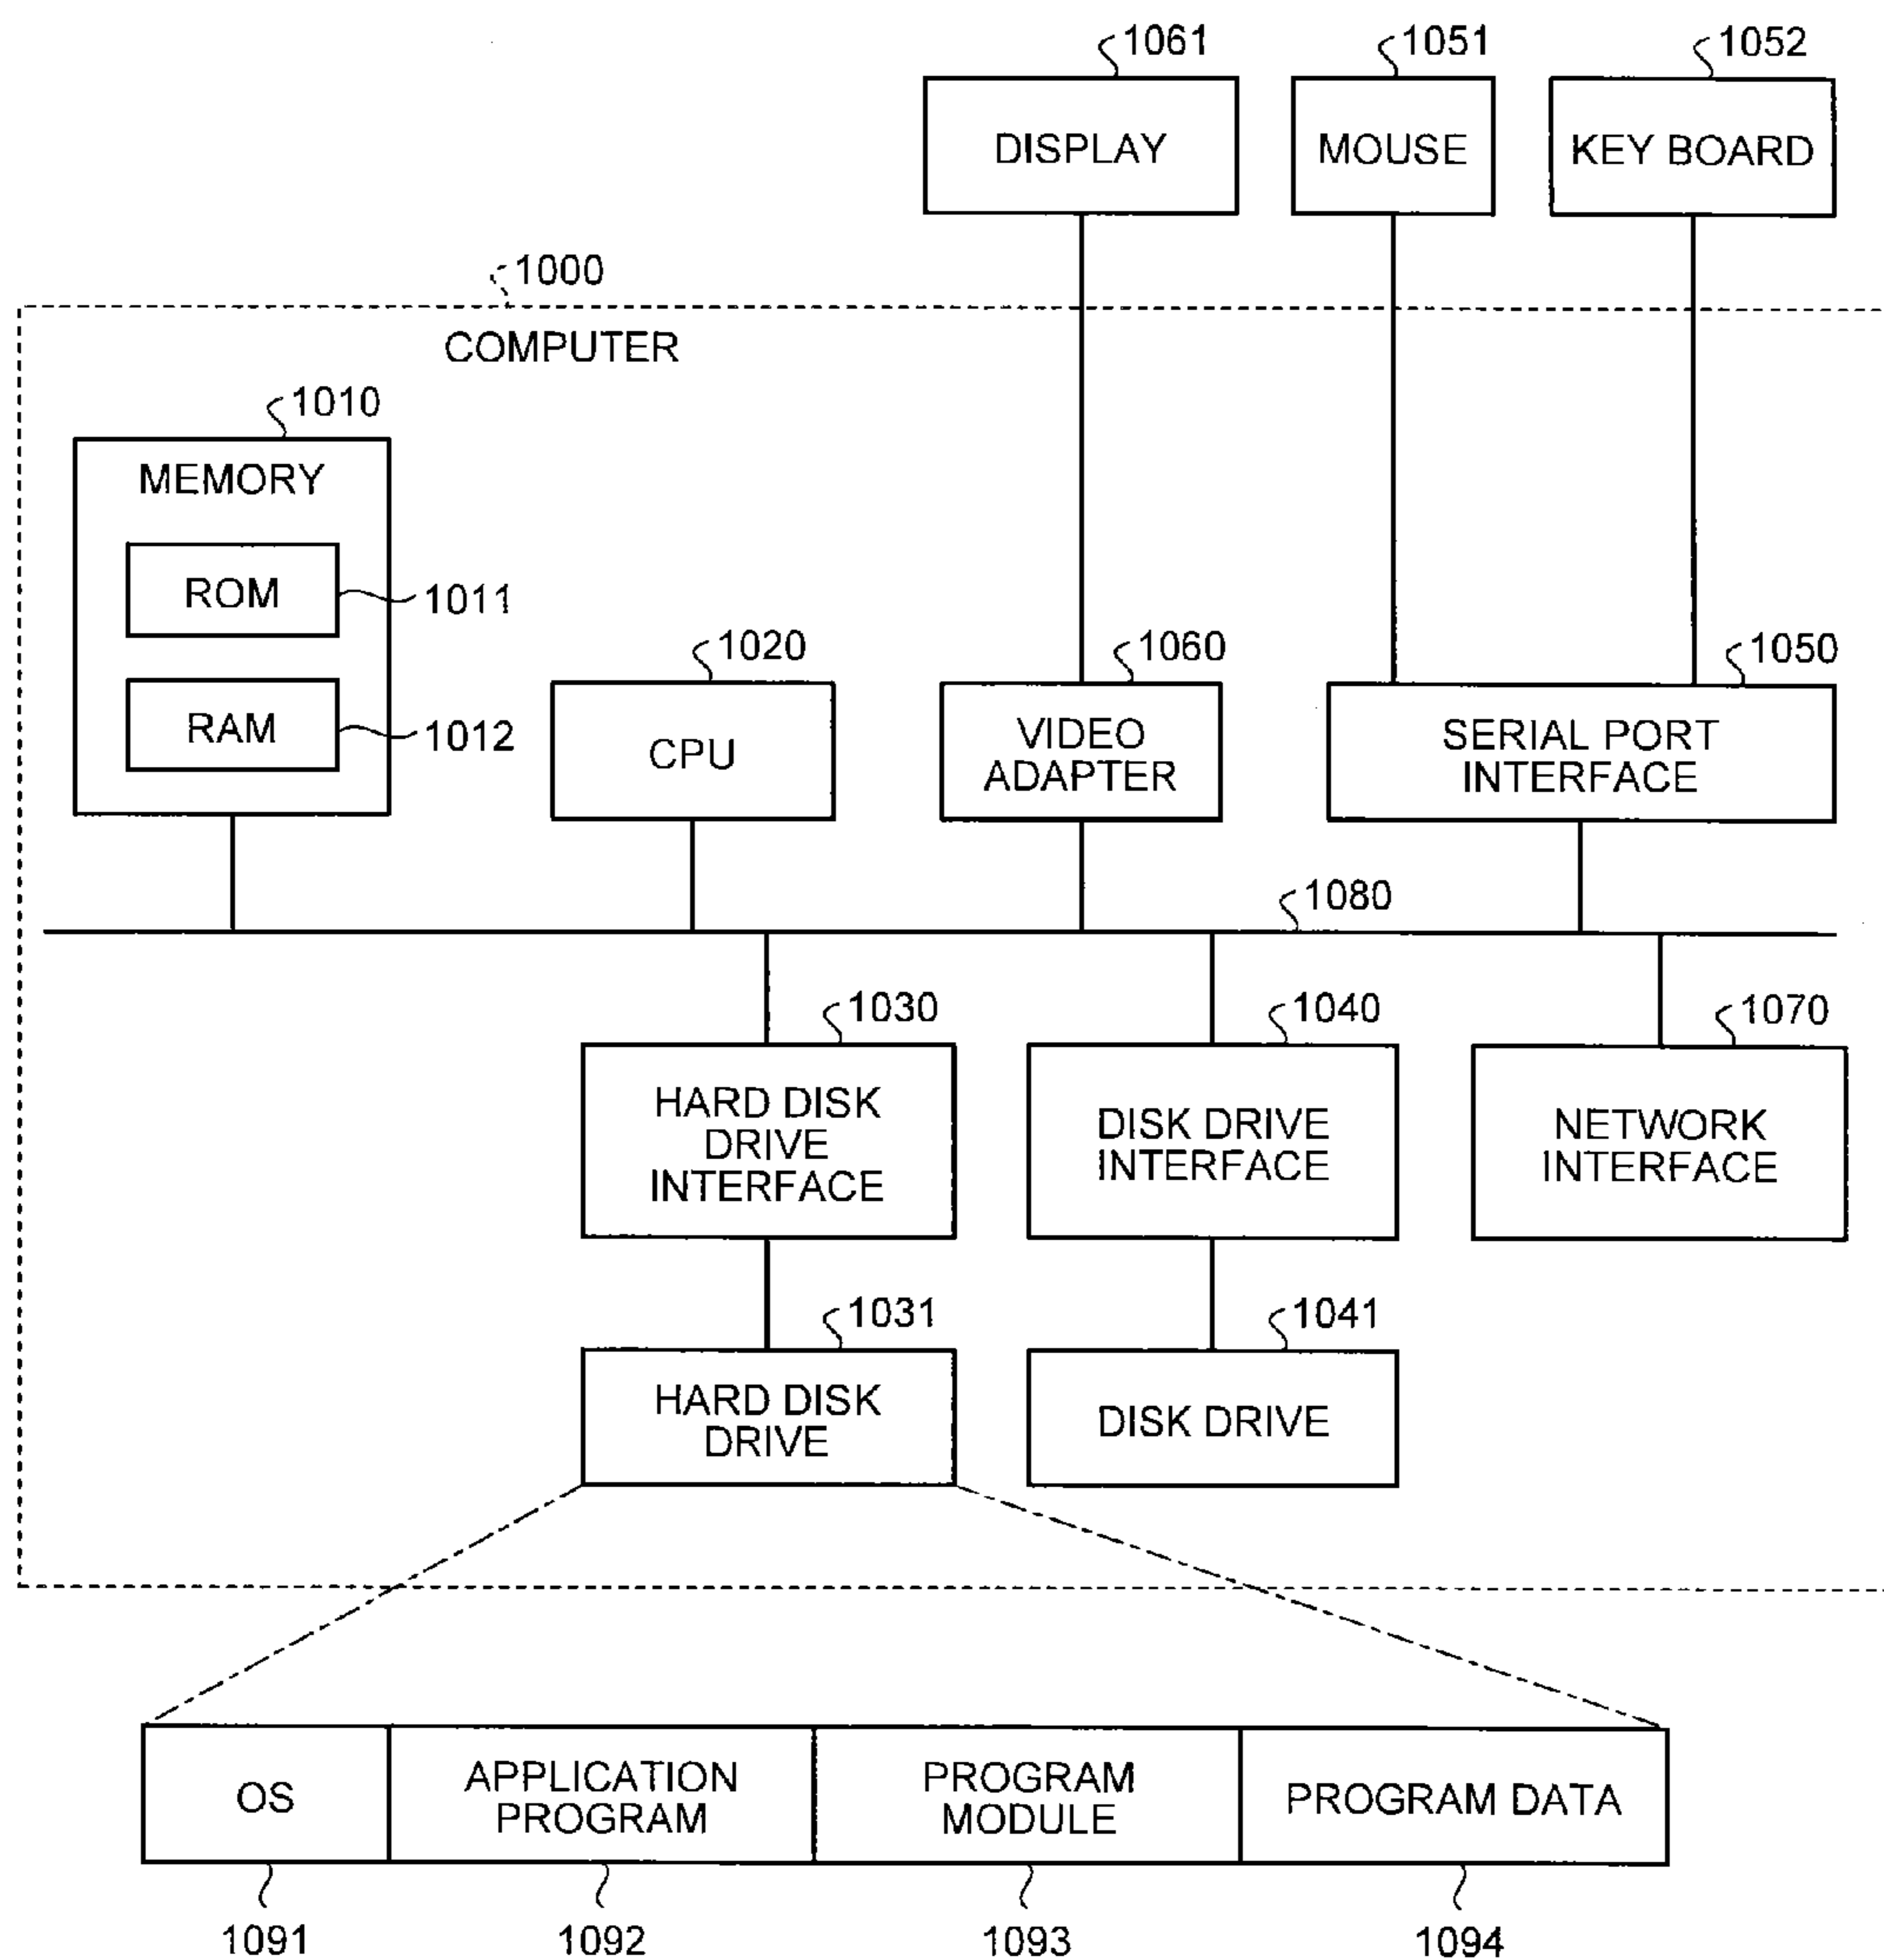 1061
1051
1052
DISPLAY
MOUSE
KEY BOARD
1000
COMPUTER
1010
MEMORY
ROM
1011
RAM
1012
1020
CPU
1060
VIDEO
ADAPTER
1050
SERIAL PORT
INTERFACE
1080
1030
HARD DISK
DRIVE
INTERFACE
1040
DISK DRIVE
INTERFACE
1070
NETWORK
INTERFACE
1031
HARD DISK
DRIVE
1041
DISK DRIVE
OS
APPLICATION
PROGRAM
PROGRAM
MODULE
PROGRAM DATA
1091
1092
1093
1094